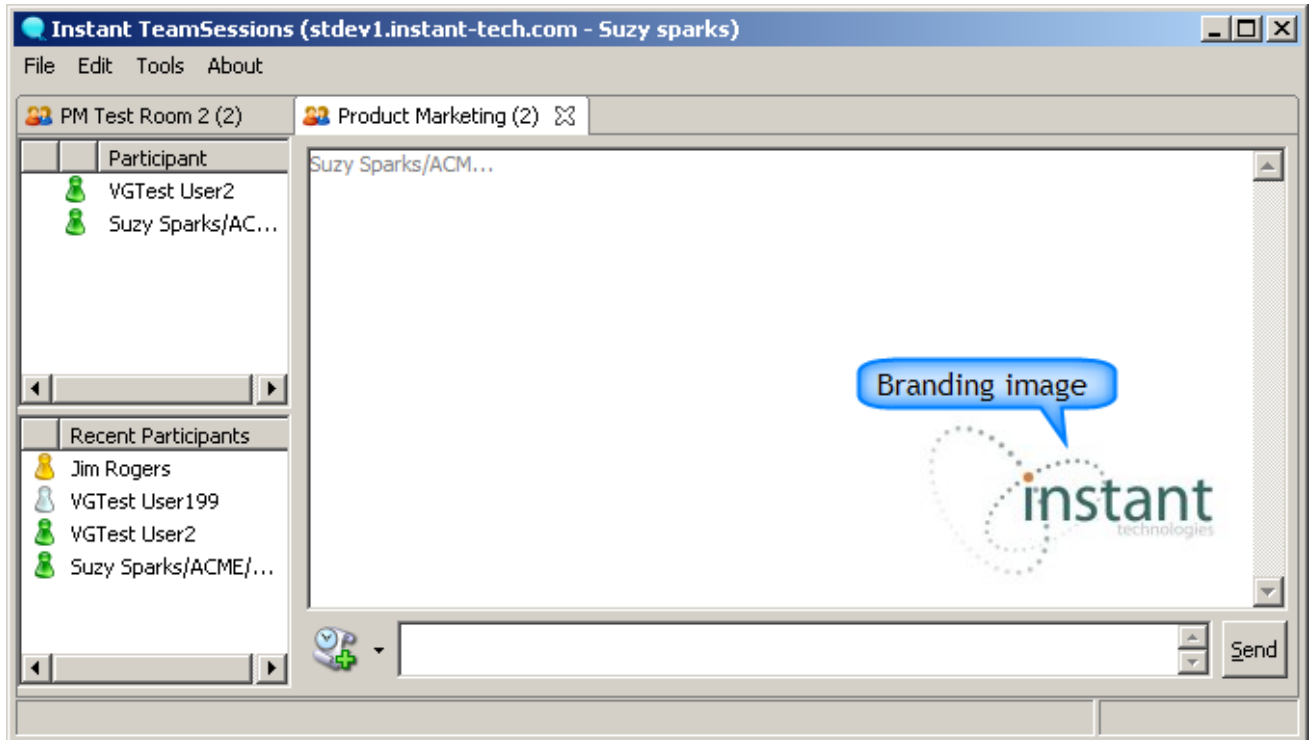 Instant TeamSessions (stdev1.instant-tech.com - Suzy sparks)
File Edit Tools About
PM Test Room 2 (2) Product Marketing (2)
Participant
VGTest User2
Suzy Sparks/AC...
Recent Participants
Jim Rogers
VGTest User199
VGTest User2
Suzy Sparks/ACME/...
Suzy Sparks/ACM...
Branding image
instant
technologies
Send